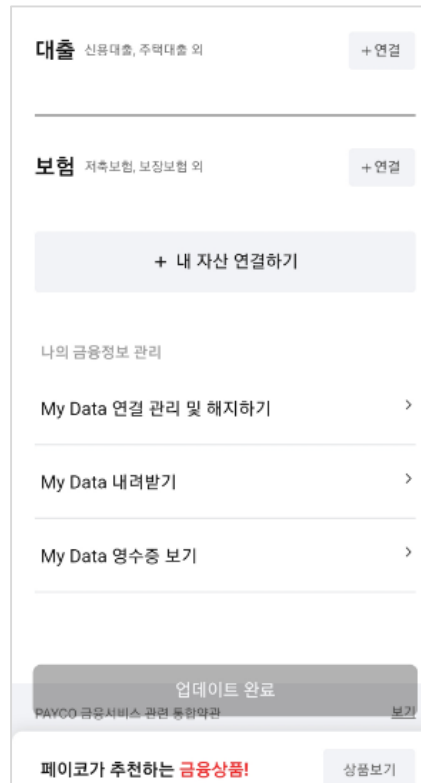 대출 신용대출, 주택대출 외 +연결
보험 저축보험, 보장보험 외 +연결
+ 내 자산 연결하기
나의 금융정보 관리
My Data 연결 관리 및 해지하기 >
My Data 내려받기 >
My Data 영수증 보기 >
업데이트 완료
PAYCO 금융서비스 관련 통합약관 보기
페이코가 추천하는 금융상품! 상품보기